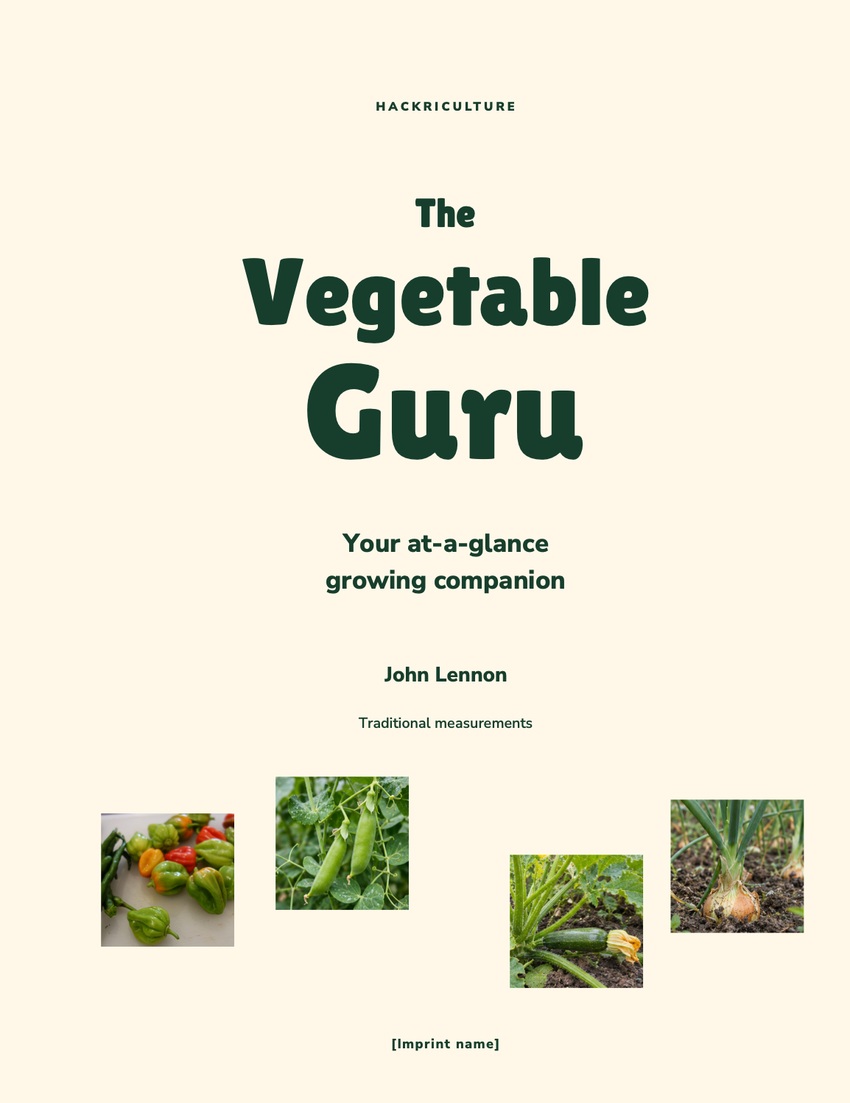 HACKRICULTURE
The
Vegetable
Guru
Your at-a-glance
growing companion
John Lennon
Traditional measurements
[Imprint name]